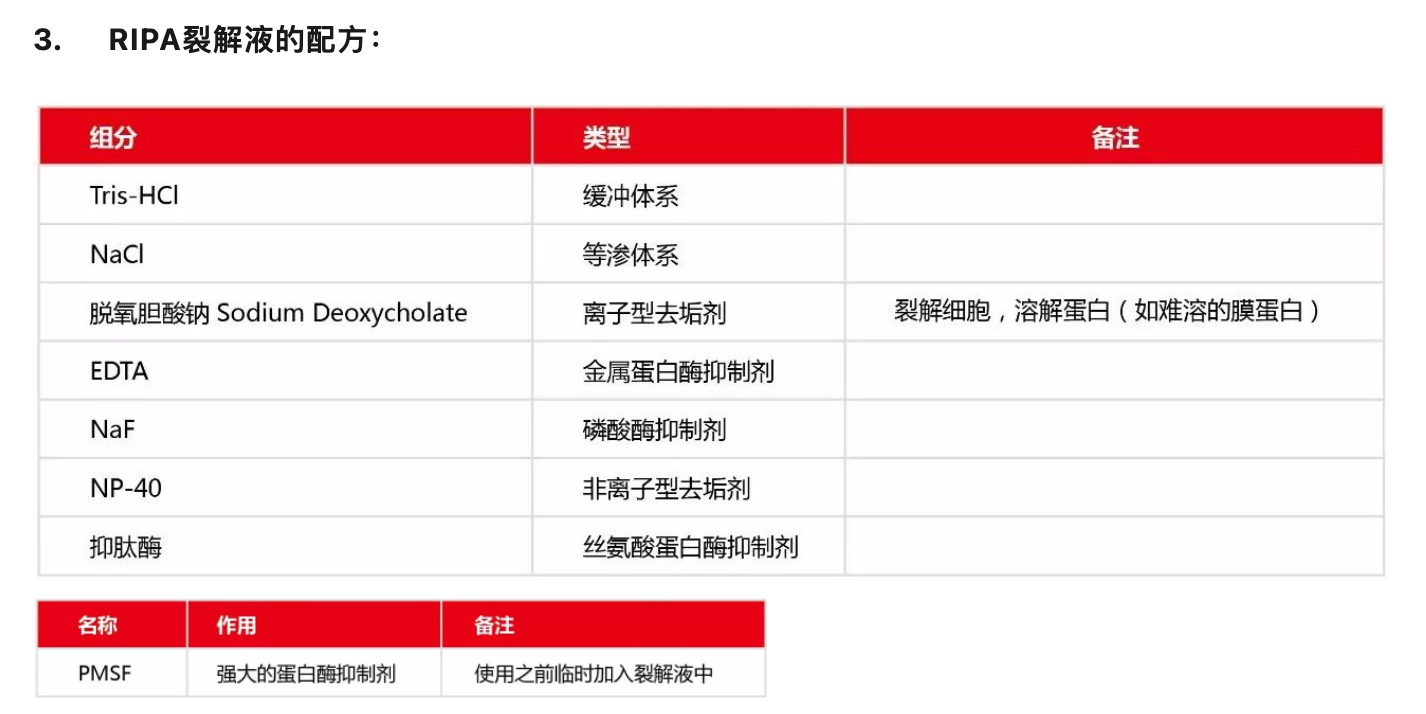 3. RIPA裂解液的配方：
组分 类型 备注
Tris-HCl 缓冲体系
NaCl 等渗体系
脱氧胆酸钠 Sodium Deoxycholate 离子型去垢剂 裂解细胞，溶解蛋白（如难溶的膜蛋白）
EDTA 金属蛋白酶抑制剂
NaF 磷酸酶抑制剂
NP-40 非离子型去垢剂
抑肽酶 丝氨酸蛋白酶抑制剂
名称 作用 备注
PMSF 强大的蛋白酶抑制剂 使用之前临时加入裂解液中